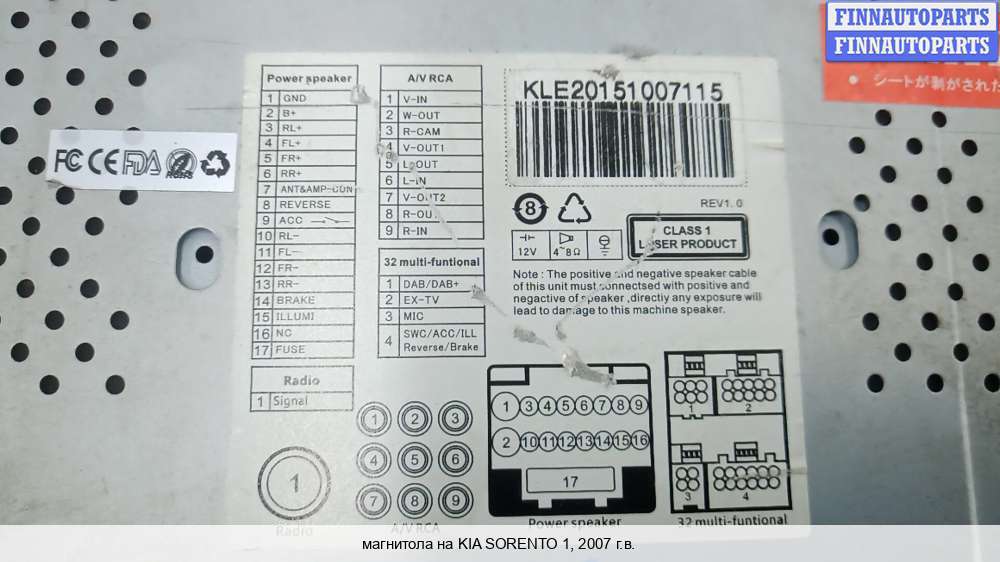 FINNAUTOPARTS
FINNAUTOPARTS
シートが剥がされた
FC CE FDA RoHS
Power speaker
1 GND
2 B+
3 RL+
4 FL+
5 FR+
6 RR+
7 ANT&AMP-CON
8 REVERSE
9 ACC
10 RL-
11 FL-
12 FR-
13 RR-
14 BRAKE
15 ILLUMI
16 NC
17 FUSE
Radio
1 Signal
A/V RCA
1 V-IN
2 W-OUT
3 R-CAM
4 V-OUT1
5 L-OUT
6 L-IN
7 V-OUT2
8 R-OUT
9 R-IN
32 multi-funtional
1 DAB/DAB+
2 EX-TV
3 MIC
4 SWC/ACC/ILL
Reverse/Brake
KLE20151007115
8
REV1.0
12V 4~8Ω
CLASS 1
LASER PRODUCT
Note : The positive and negative speaker cable
of this unit must connectsed with positive and
negactive of speaker ,directiy any exposure will
lead to damage to this machine speaker.
1
Radio
1 2 3
4 5 6
7 8 9
A/V RCA
1 3 4 5 6 7 8 9
2 10 11 12 13 14 15 16
17
Power speaker
1 2
3 4
32 multi-funtional
магнитола на KIA SORENTO 1, 2007 г.в.